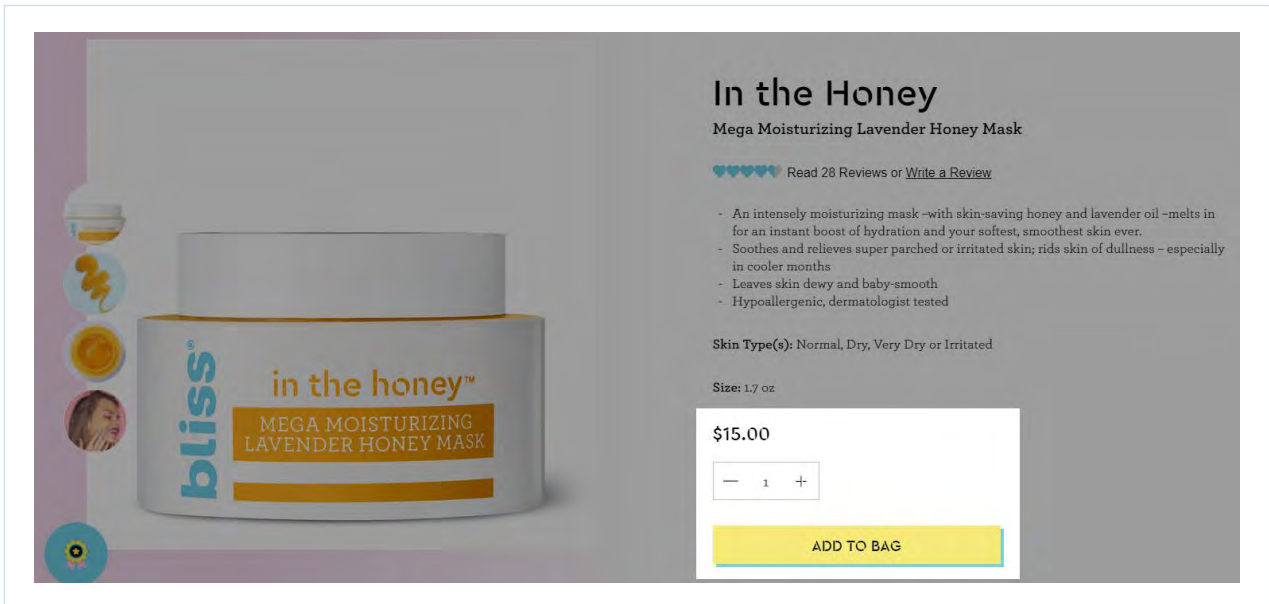 In the Honey
Mega Moisturizing Lavender Honey Mask
Read 28 Reviews or Write a Review
- An intensely moisturizing mask –with skin-saving honey and lavender oil –melts in
for an instant boost of hydration and your softest, smoothest skin ever.
- Soothes and relieves super parched or irritated skin; rids skin of dullness – especially
in cooler months
- Leaves skin dewy and baby-smooth
- Hypoallergenic, dermatologist tested
Skin Type(s): Normal, Dry, Very Dry or Irritated
Size: 1.7 oz
$15.00
— 1 +
ADD TO BAG
bliss®
in the honey™
MEGA MOISTURIZING
LAVENDER HONEY MASK